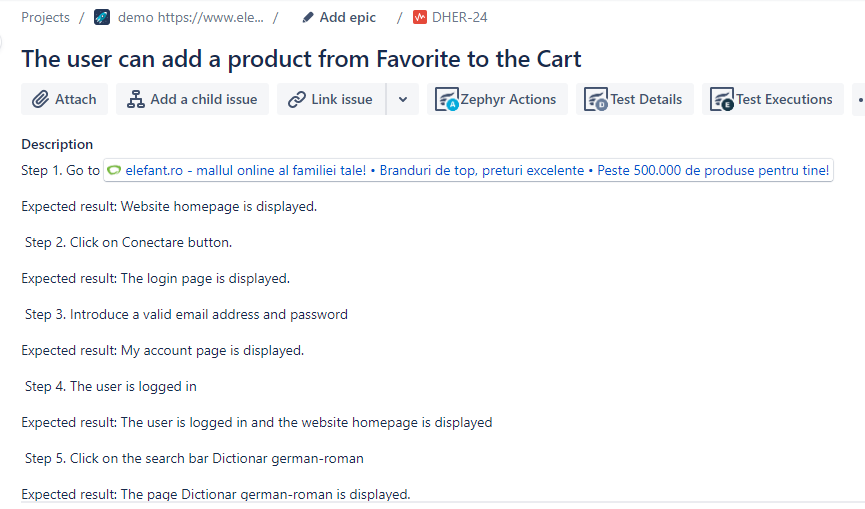 Projects / demo https://www.ele... / Add epic / DHER-24
The user can add a product from Favorite to the Cart
Attach Add a child issue Link issue Zephyr Actions Test Details Test Executions
Description
Step 1. Go to elefant.ro - mallul online al familiei tale! • Branduri de top, preturi excelente • Peste 500.000 de produse pentru tine!
Expected result: Website homepage is displayed.
Step 2. Click on Conectare button.
Expected result: The login page is displayed.
Step 3. Introduce a valid email address and password
Expected result: My account page is displayed.
Step 4. The user is logged in
Expected result: The user is logged in and the website homepage is displayed
Step 5. Click on the search bar Dictionar german-roman
Expected result: The page Dictionar german-roman is displayed.